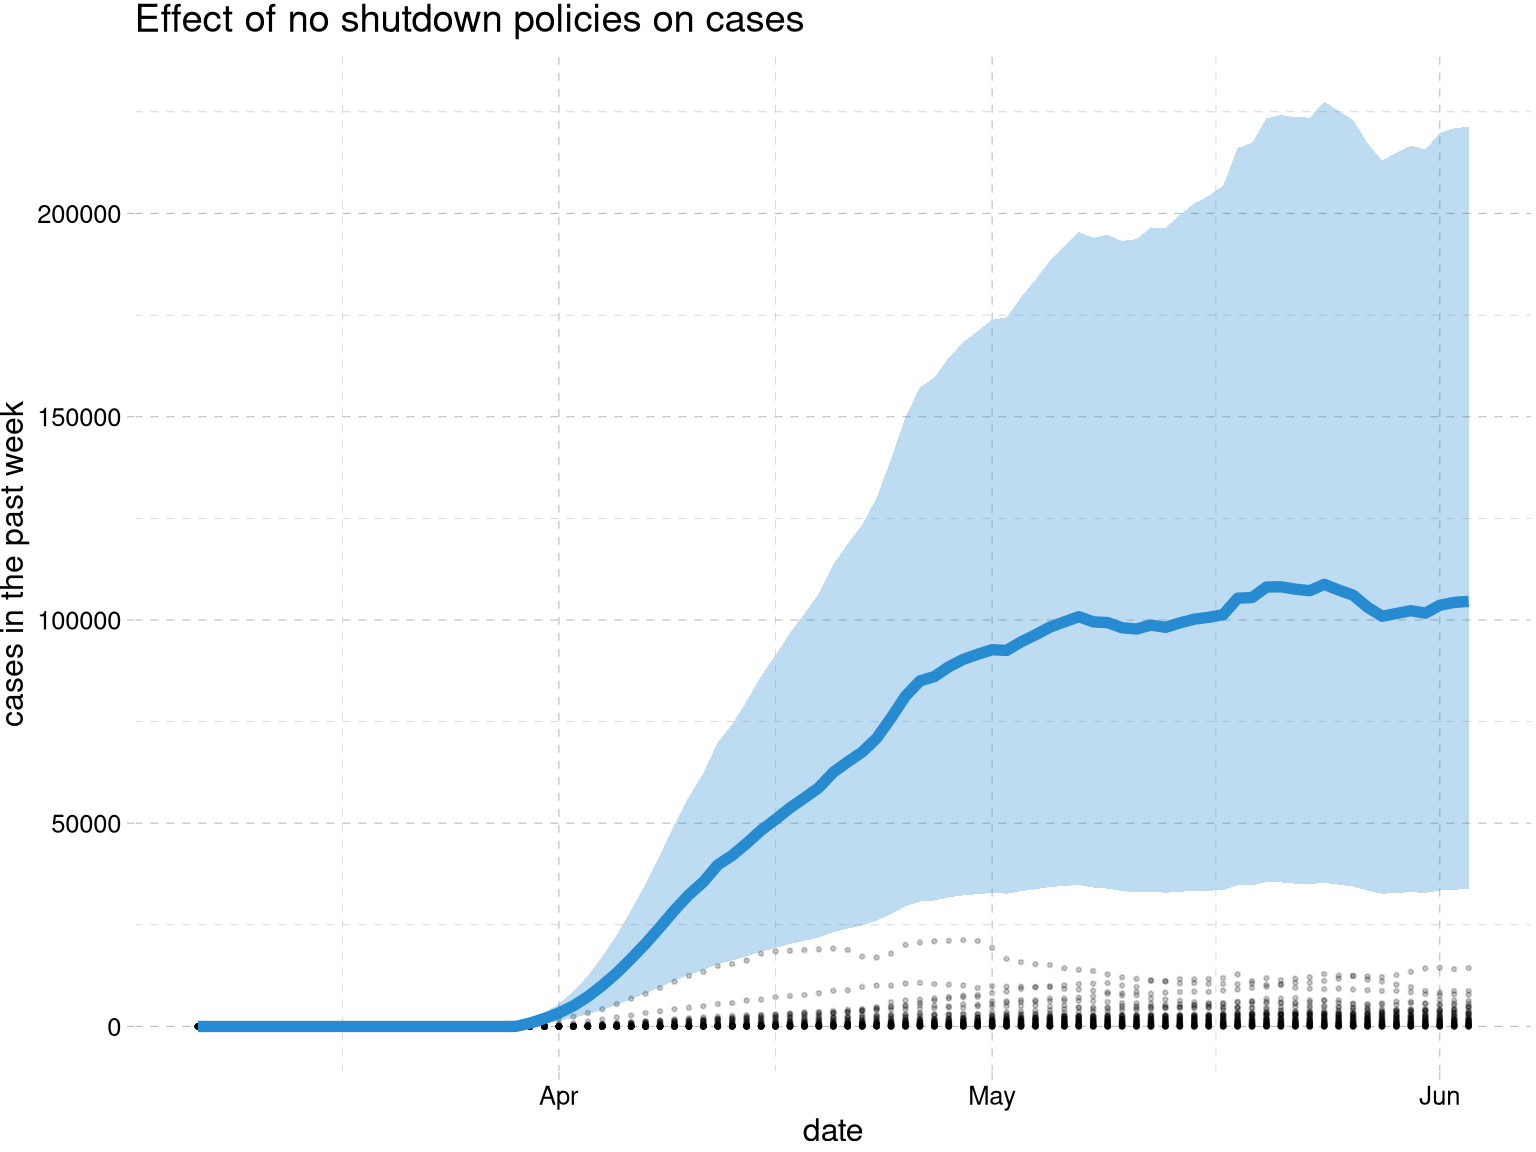 Effect of no shutdown policies on cases
cases in the past week
200000
150000
100000
50000
0
Apr
May
Jun
date